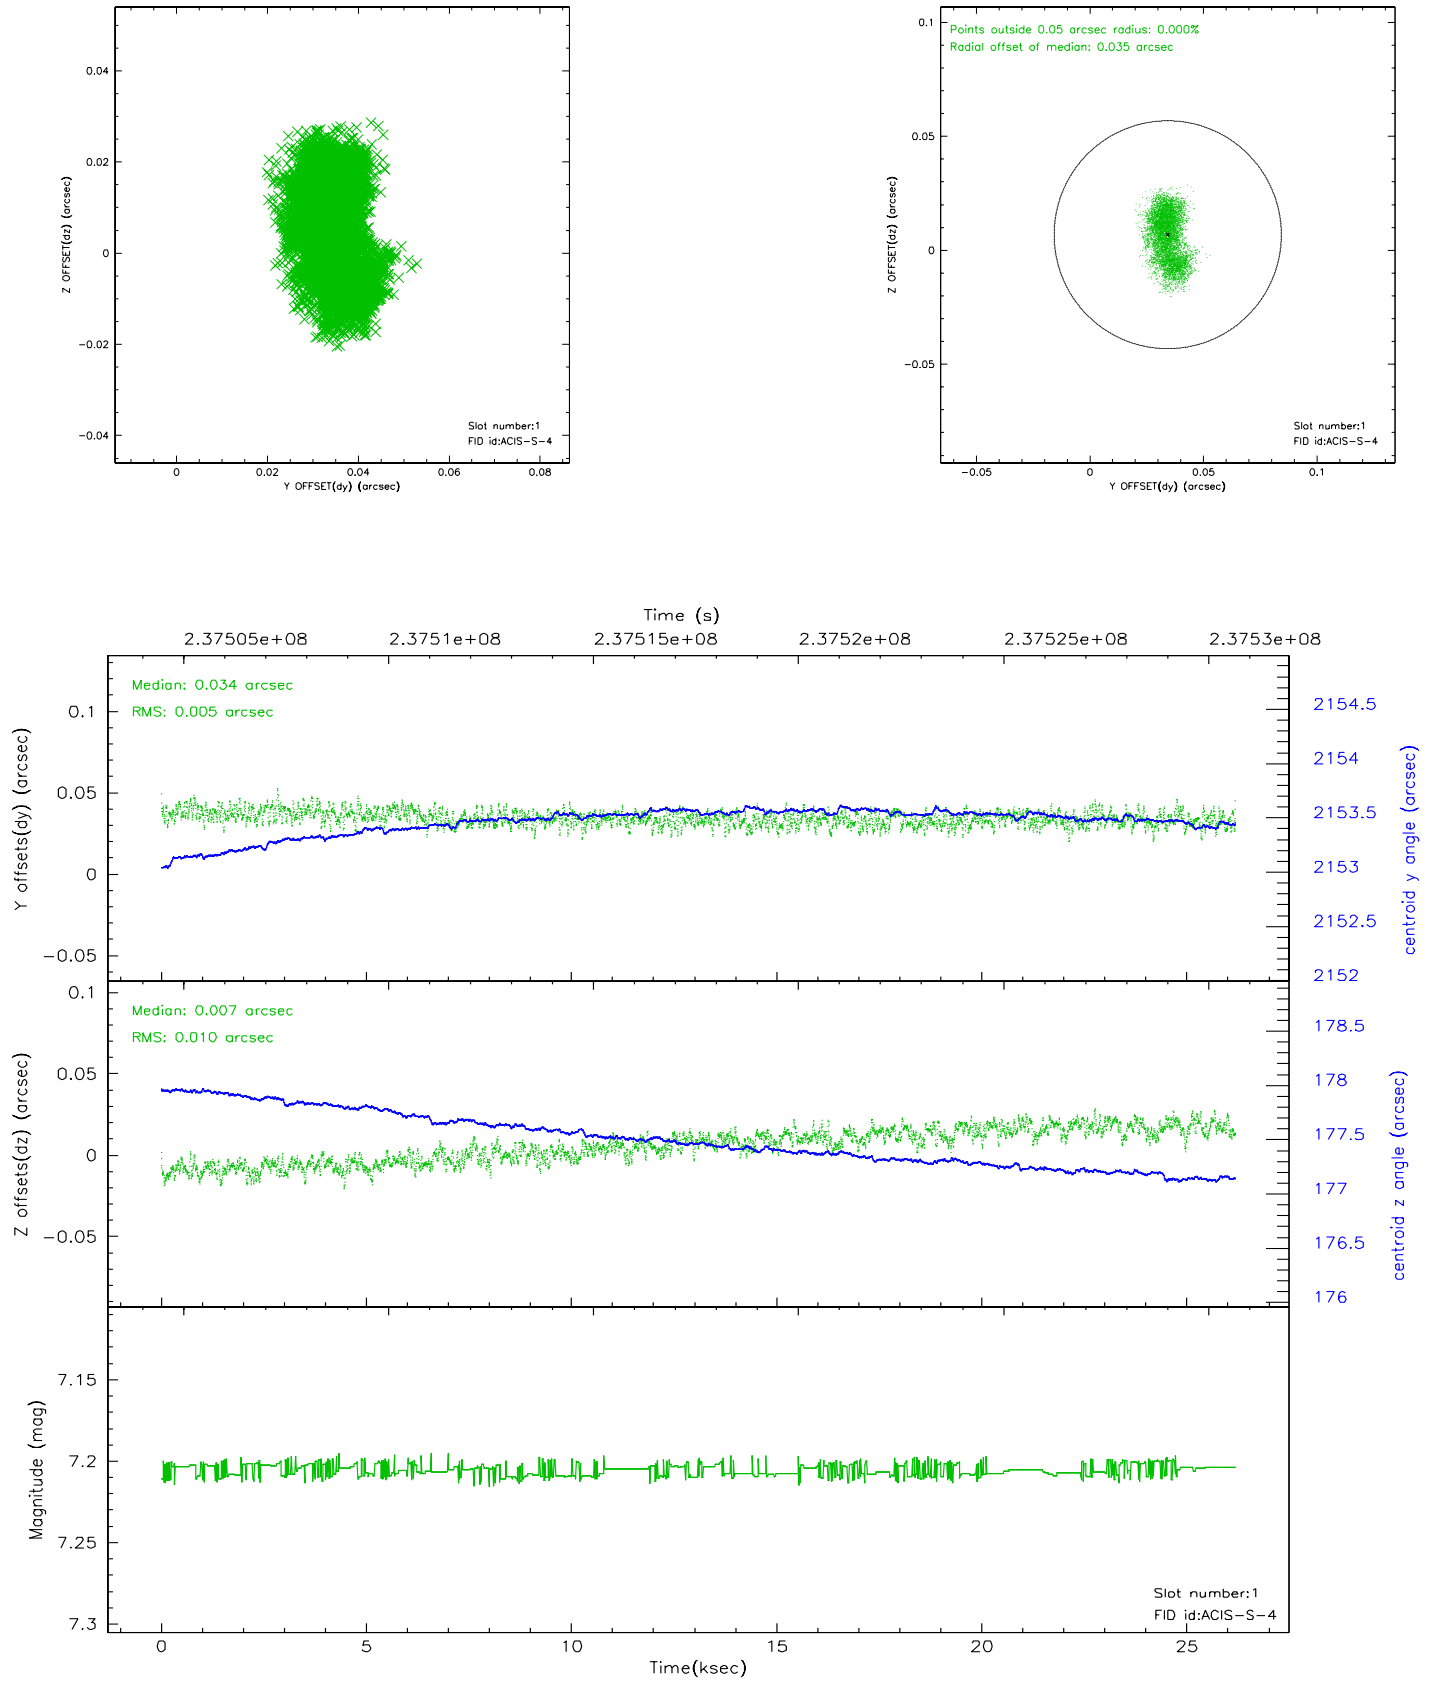 0.04
0.02
0
-0.02
-0.04
Z OFFSET(dz) (arcsec)
Slot number:1
FID id:ACIS-S-4
0 0.02 0.04 0.06 0.08
Y OFFSET(dy) (arcsec)
Points outside 0.05 arcsec radius: 0.000%
Radial offset of median: 0.035 arcsec
0.1
0.05
0
-0.05
Z OFFSET(dz) (arcsec)
Slot number:1
FID id:ACIS-S-4
-0.05 0 0.05 0.1
Y OFFSET(dy) (arcsec)
Time (s)
2.37505e+08 2.3751e+08 2.37515e+08 2.3752e+08 2.37525e+08 2.3753e+08
Median: 0.034 arcsec
RMS: 0.005 arcsec
0.1
0.05
0
-0.05
Y offsets(dy) (arcsec)
2154.5
2154
2153.5
2153
2152.5
2152
centroid y angle (arcsec)
Median: 0.007 arcsec
RMS: 0.010 arcsec
0.1
0.05
0
-0.05
Z offsets(dz) (arcsec)
178.5
178
177.5
177
176.5
176
centroid z angle (arcsec)
7.15
7.2
7.25
7.3
Magnitude (mag)
Slot number:1
FID id:ACIS-S-4
0 5 10 15 20 25
Time(ksec)